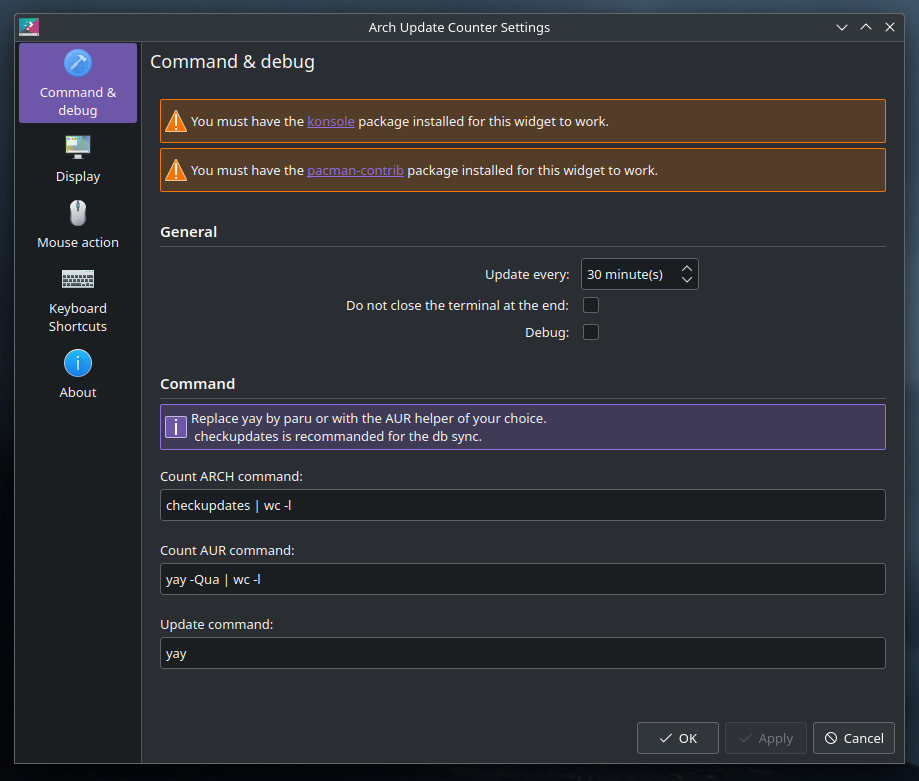 Arch Update Counter Settings
Command &
debug
Display
Mouse action
Keyboard
Shortcuts
About
Command & debug
You must have the konsole package installed for this widget to work.
You must have the pacman-contrib package installed for this widget to work.
General
Update every: 30 minute(s)
Do not close the terminal at the end:
Debug:
Command
Replace yay by paru or with the AUR helper of your choice.
checkupdates is recommanded for the db sync.
Count ARCH command:
checkupdates | wc -l
Count AUR command:
yay -Qua | wc -l
Update command:
yay
OK Apply Cancel